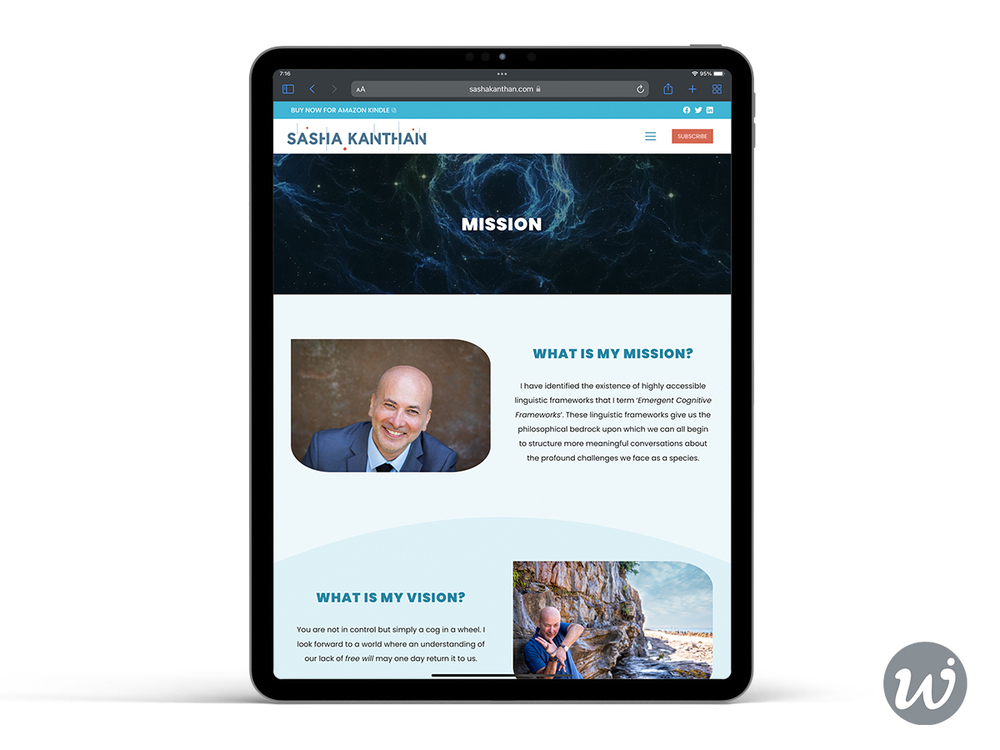 7:16
95%
AA
sashakanthan.com
BUY NOW FOR AMAZON KINDLE
SASHA KANTHAN
SUBSCRIBE
MISSION
WHAT IS MY MISSION?
I have identified the existence of highly accessible
linguistic frameworks that I term ‘Emergent Cognitive
Frameworks’. These linguistic frameworks give us the
philosophical bedrock upon which we can all begin
to structure more meaningful conversations about
the profound challenges we face as a species.
WHAT IS MY VISION?
You are not in control but simply a cog in a wheel. I
look forward to a world where an understanding of
our lack of free will may one day return it to us.
w